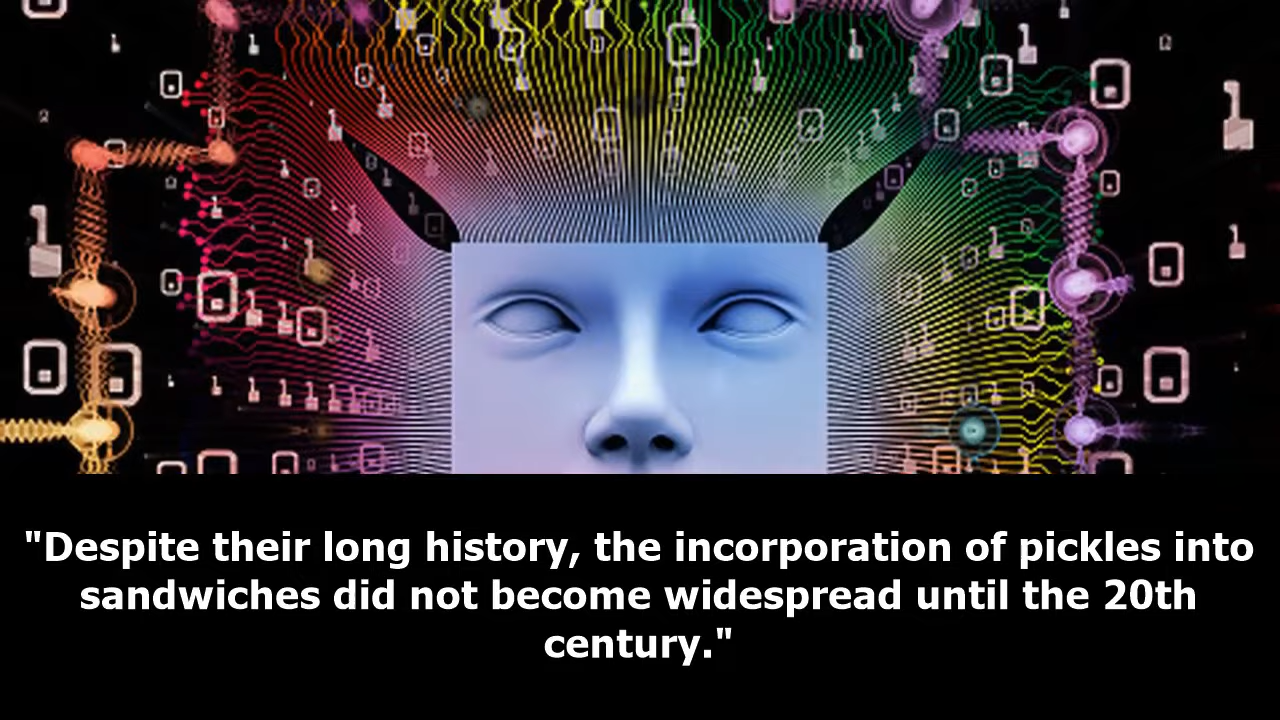 "Despite their long history, the incorporation of pickles into
sandwiches did not become widespread until the 20th
century."